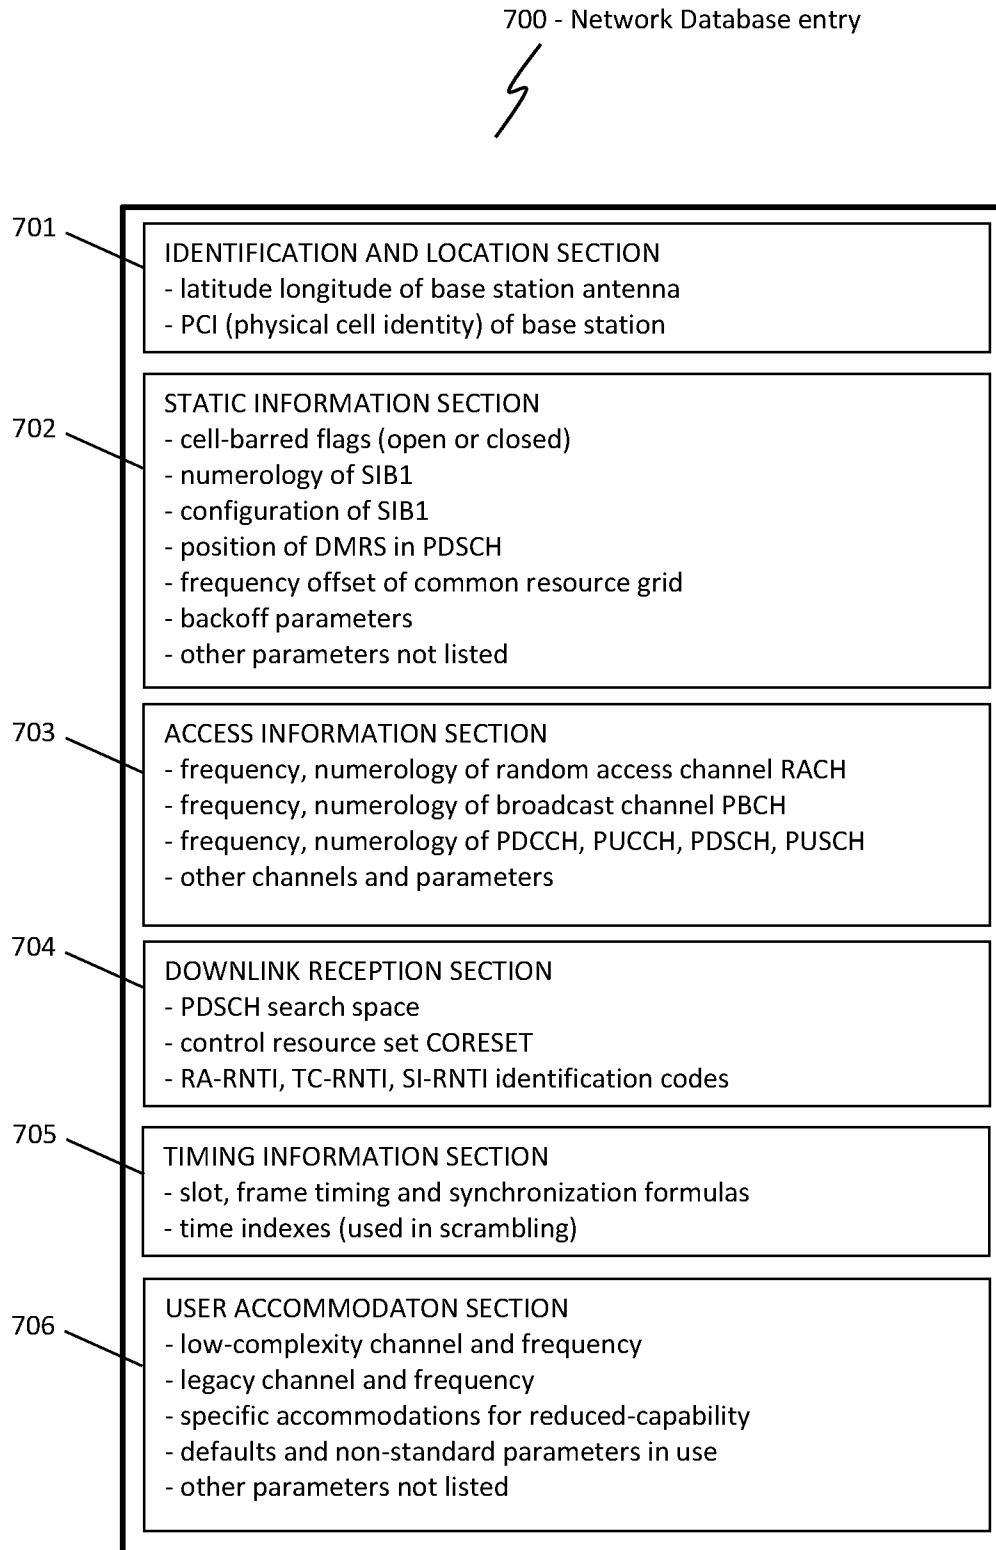 700 - Network Database entry
701
IDENTIFICATION AND LOCATION SECTION
- latitude longitude of base station antenna
- PCI (physical cell identity) of base station
702
STATIC INFORMATION SECTION
- cell-barred flags (open or closed)
- numerology of SIB1
- configuration of SIB1
- position of DMRS in PDSCH
- frequency offset of common resource grid
- backoff parameters
- other parameters not listed
703
ACCESS INFORMATION SECTION
- frequency, numerology of random access channel RACH
- frequency, numerology of broadcast channel PBCH
- frequency, numerology of PDCCH, PUCCH, PDSCH, PUSCH
- other channels and parameters
704
DOWNLINK RECEPTION SECTION
- PDSCH search space
- control resource set CORESET
- RA-RNTI, TC-RNTI, SI-RNTI identification codes
705
TIMING INFORMATION SECTION
- slot, frame timing and synchronization formulas
- time indexes (used in scrambling)
706
USER ACCOMMODATON SECTION
- low-complexity channel and frequency
- legacy channel and frequency
- specific accommodations for reduced-capability
- defaults and non-standard parameters in use
- other parameters not listed